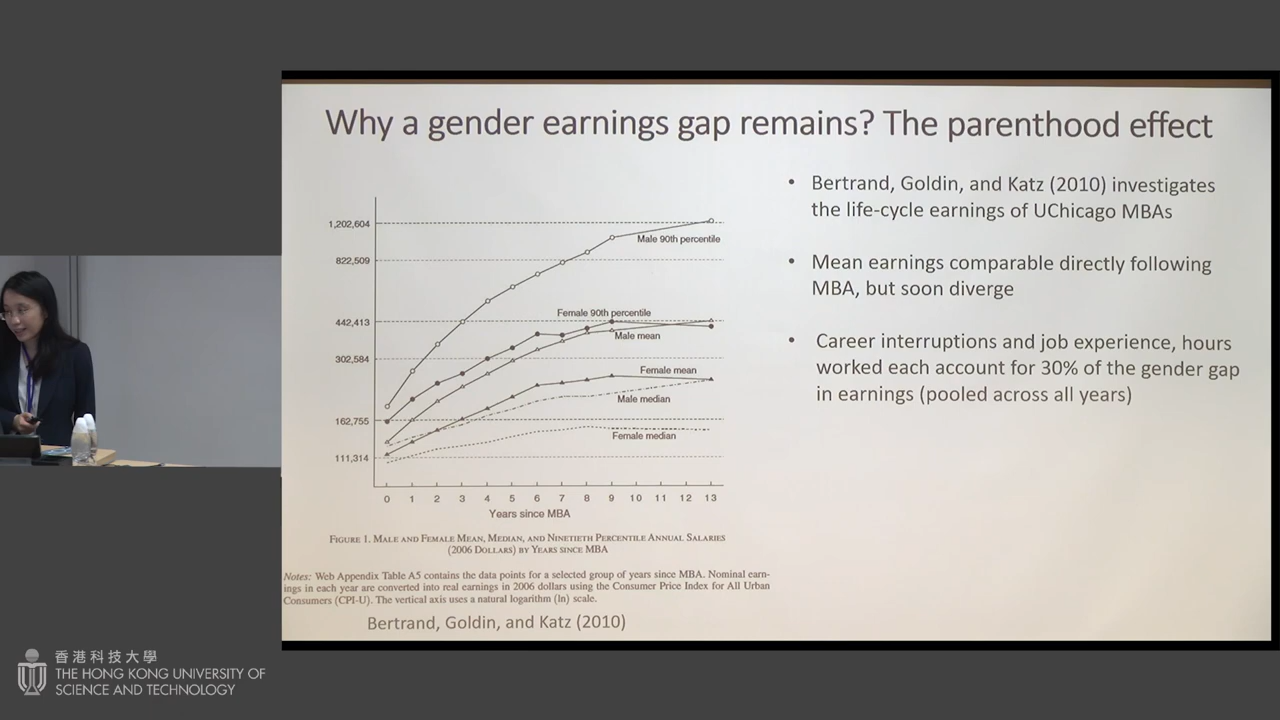 Why a gender earnings gap remains? The parenthood effect
1,202,604
822,509
442,413
302,584
162,755
111,314
Male 90th percentile
Female 90th percentile
Male mean
Female mean
Male median
Female median
0 1 2 3 4 5 6 7 8 9 10 11 12 13
Years since MBA
FIGURE 1. MALE AND FEMALE MEAN, MEDIAN, AND NINETIETH PERCENTILE ANNUAL SALARIES
(2006 DOLLARS) BY YEARS SINCE MBA
Notes: Web Appendix Table A5 contains the data points for a selected group of years since MBA. Nominal earn-
ings in each year are converted into real earnings in 2006 dollars using the Consumer Price Index for All Urban
Consumers (CPI-U). The vertical axis uses a natural logarithm (ln) scale.
Bertrand, Goldin, and Katz (2010)
• Bertrand, Goldin, and Katz (2010) investigates
the life-cycle earnings of UChicago MBAs
• Mean earnings comparable directly following
MBA, but soon diverge
• Career interruptions and job experience, hours
worked each account for 30% of the gender gap
in earnings (pooled across all years)
香港科技大學
THE HONG KONG UNIVERSITY OF
SCIENCE AND TECHNOLOGY